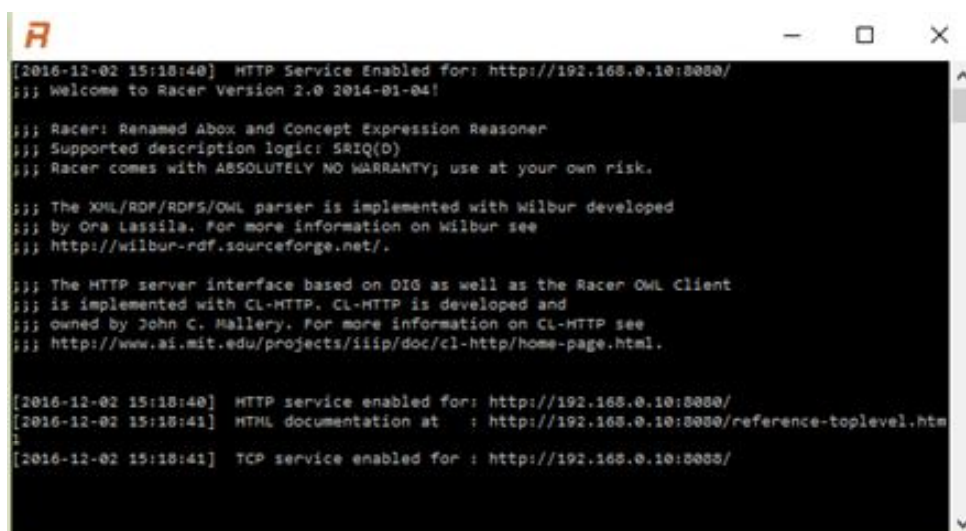 R
[2016-12-02 15:18:40]  HTTP Service Enabled for: http://192.168.0.10:8080/
;;; Welcome to Racer Version 2.0 2014-01-04!
;;; Racer: Renamed Abox and Concept Expression Reasoner
;;; Supported description logic: SRIQ(D)
;;; Racer comes with ABSOLUTELY NO WARRANTY; use at your own risk.
;;; The XML/RDF/RDFS/OWL parser is implemented with Wilbur developed
;;; by Ora Lassila. For more information on Wilbur see
;;; http://wilbur-rdf.sourceforge.net/.
;;; The HTTP server interface based on DIG as well as the Racer OWL Client
;;; is implemented with CL-HTTP. CL-HTTP is developed and
;;; owned by John C. Mallery. For more information on CL-HTTP see
;;; http://www.ai.mit.edu/projects/iiip/doc/cl-http/home-page.html.
[2016-12-02 15:18:40]  HTTP service enabled for: http://192.168.0.10:8080/
[2016-12-02 15:18:41]  HTML documentation at   : http://192.168.0.10:8080/reference-toplevel.htm
l
[2016-12-02 15:18:41]  TCP service enabled for : http://192.168.0.10:8088/